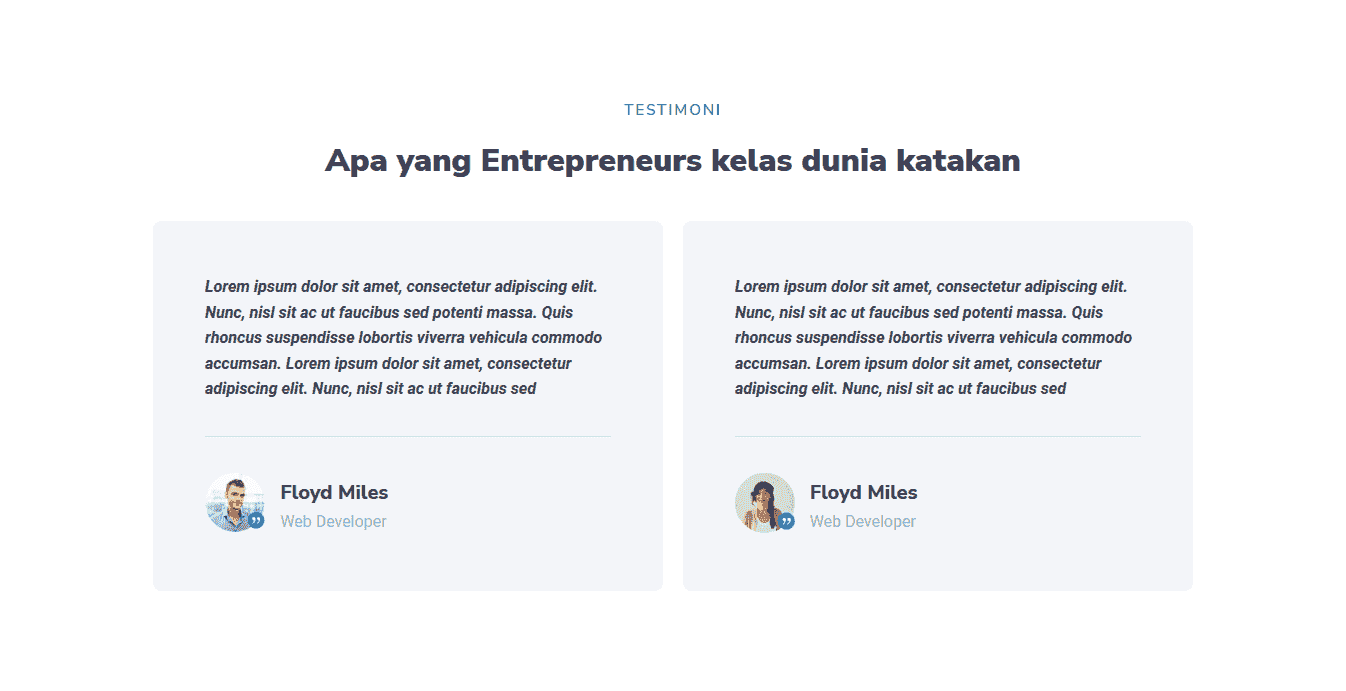 TESTIMONI
Apa yang Entrepreneurs kelas dunia katakan
Lorem ipsum dolor sit amet, consectetur adipiscing elit.
Nunc, nisl sit ac ut faucibus sed potenti massa. Quis
rhoncus suspendisse lobortis viverra vehicula commodo
accumsan. Lorem ipsum dolor sit amet, consectetur
adipiscing elit. Nunc, nisl sit ac ut faucibus sed
Floyd Miles
Web Developer
Lorem ipsum dolor sit amet, consectetur adipiscing elit.
Nunc, nisl sit ac ut faucibus sed potenti massa. Quis
rhoncus suspendisse lobortis viverra vehicula commodo
accumsan. Lorem ipsum dolor sit amet, consectetur
adipiscing elit. Nunc, nisl sit ac ut faucibus sed
Floyd Miles
Web Developer